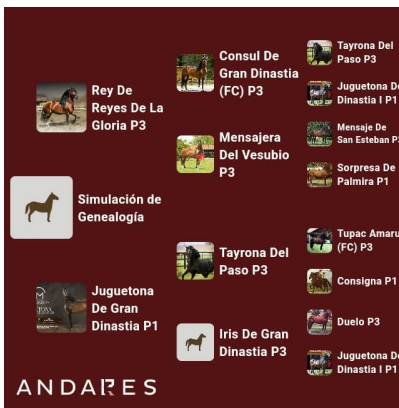 Tayrona Del
Paso P3
Consul De
Gran Dinastia
(FC) P3
Juguetona De
Dinastia I P1
Rey De
Reyes De La
Gloria P3
Mensaje De
San Esteban P3
Mensajera
Del Vesubio
P3
Sorpresa De
Palmira P1
Simulación de
Genealogía
Tupac Amaru
(FC) P3
Tayrona Del
Paso P3
Consigna P1
Juguetona
De Gran
Dinastia P1
Duelo P3
Iris De Gran
Dinastia P3
Juguetona De
Dinastia I P1
ANDARES